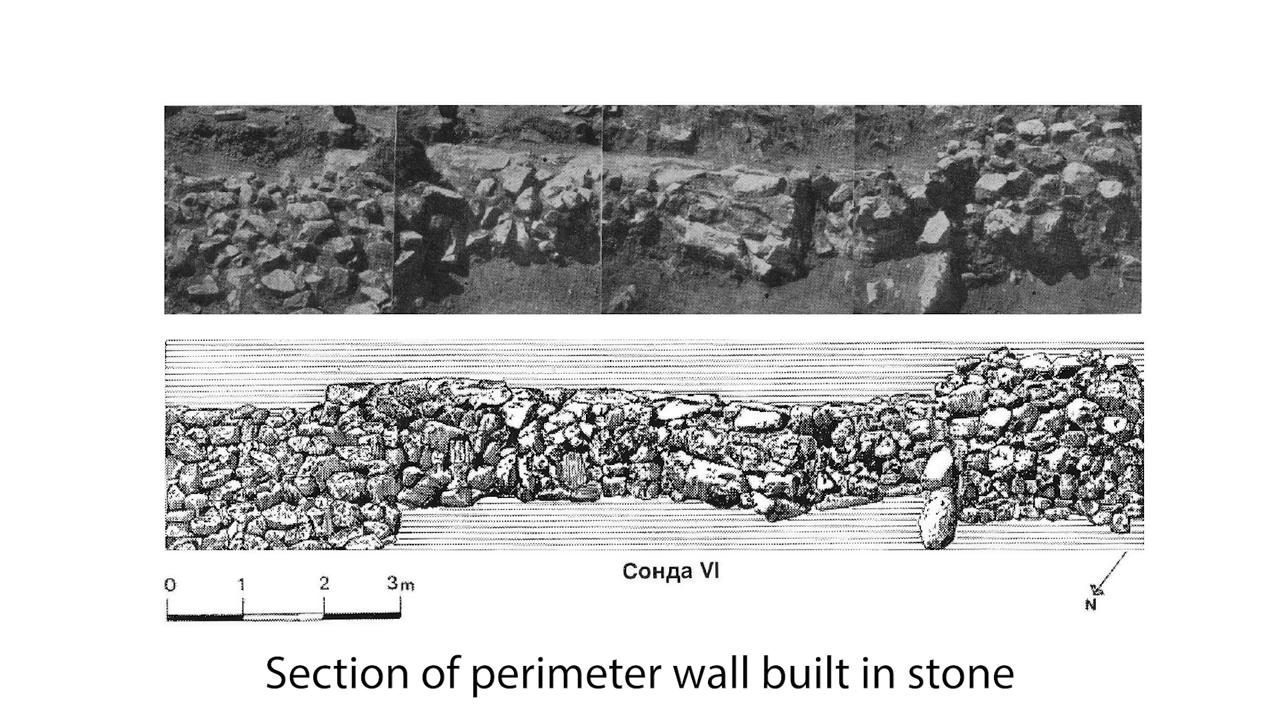 Сонда VI
0 1 2 3m
N
Section of perimeter wall built in stone